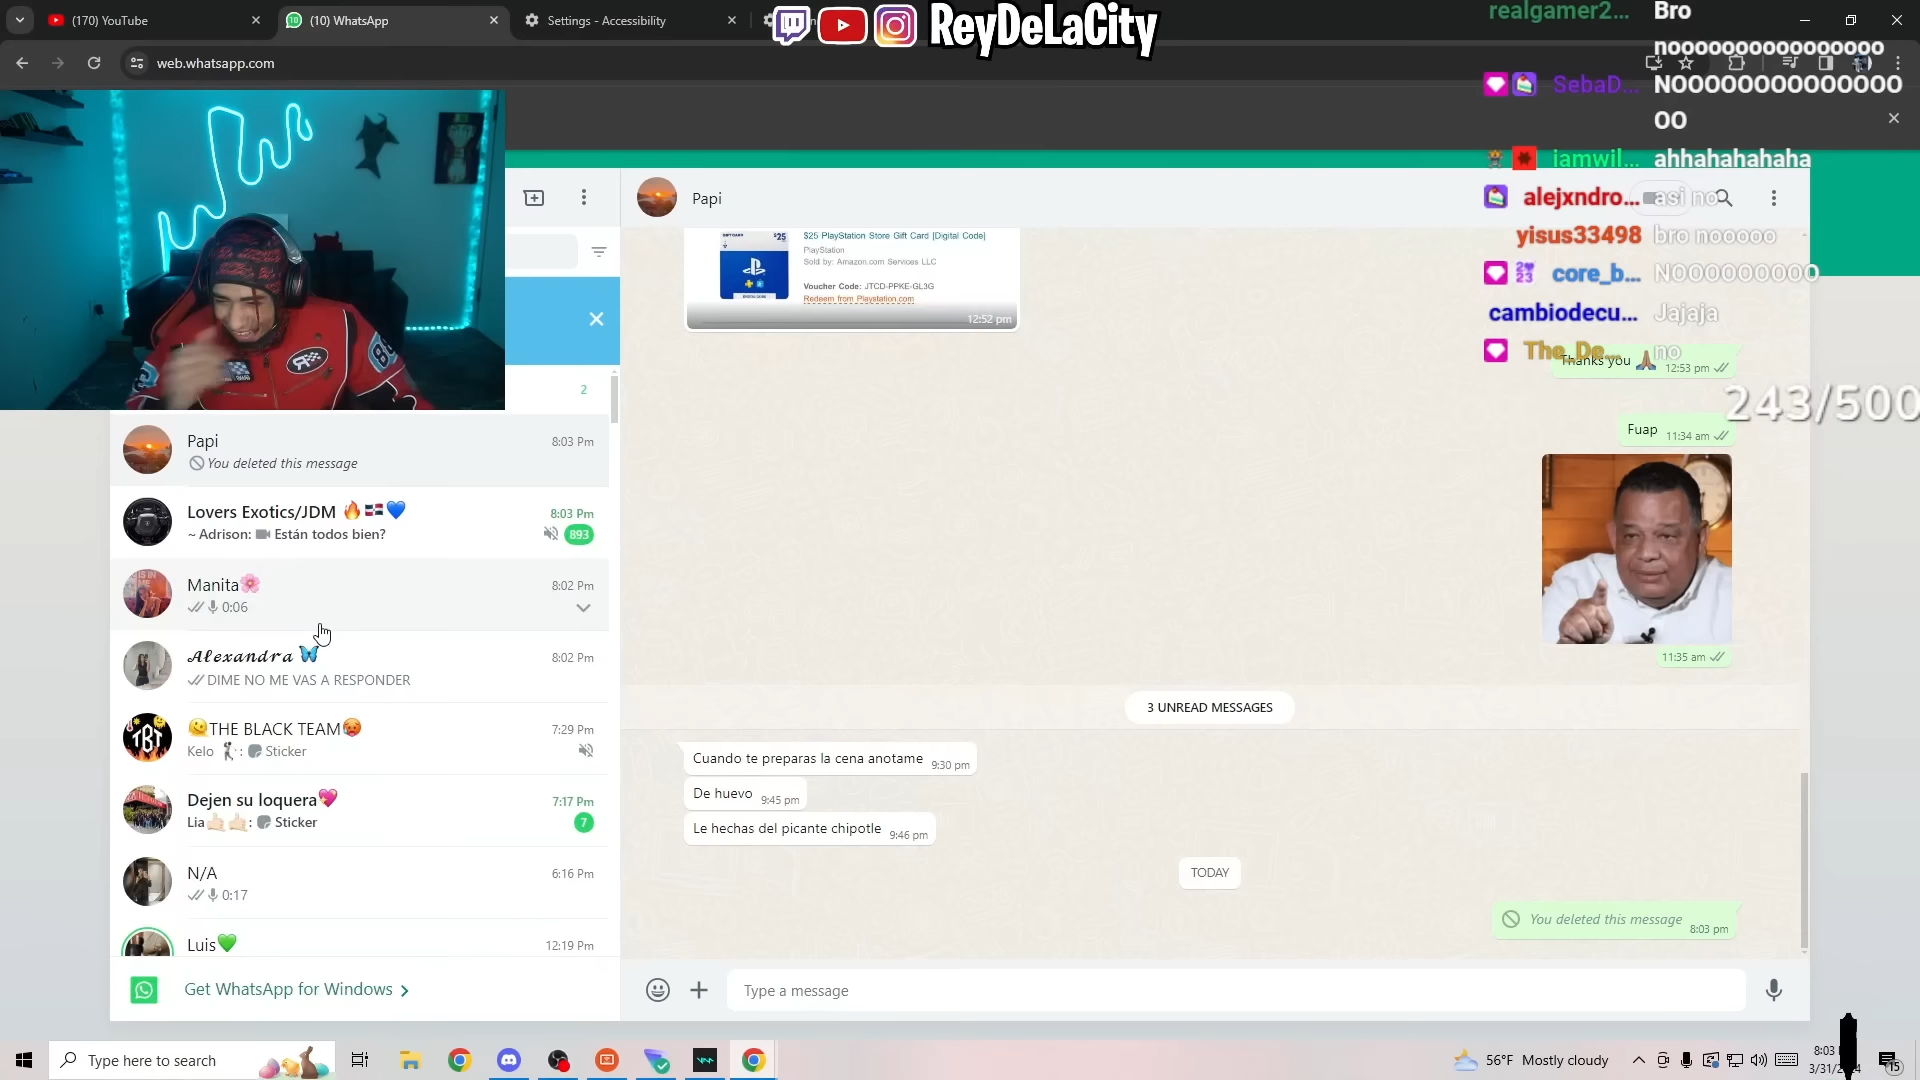 (170) YouTube
(10) WhatsApp
Settings - Accessibility
ReyDeLaCity
web.whatsapp.com
realgamer2... Bro
nooooooooooooooooo
SebaD... NOOOOOOOOOOOOOO
OO
iamwil... ahhahahahaha
alejxndro... asi no
yisus33498 bro nooooo
core_b... NOOOOOOOOO
cambiodecu... Jajaja
The_De... no
243/500
2
Papi
8:03 Pm
You deleted this message
Lovers Exotics/JDM 🔥🇩🇴💙
8:03 Pm
~ Adrison: Están todos bien?
893
Manita🌸
8:02 Pm
0:06
𝓐𝓵𝓮𝔁𝓪𝓷𝓭𝓻𝓪 🦋
8:02 Pm
DIME NO ME VAS A RESPONDER
🫠THE BLACK TEAM🥵
7:29 Pm
Kelo : Sticker
Dejen su loquera💖
7:17 Pm
Lia🤙🏻🤙🏻: Sticker
7
N/A
6:16 Pm
0:17
Luis💚
12:19 Pm
Get WhatsApp for Windows
Papi
GIFT CARD $25
$25 PlayStation Store Gift Card [Digital Code]
PlayStation
Sold by: Amazon.com Services LLC
Voucher Code: JTCD-PPKE-GL3G
Redeem from Playstation.com
12:52 pm
Thanks you 🙏🏽 12:53 pm
Fuap 11:34 am
11:35 am
3 UNREAD MESSAGES
Cuando te preparas la cena anotame 9:30 pm
De huevo 9:45 pm
Le hechas del picante chipotle 9:46 pm
TODAY
You deleted this message 8:03 pm
Type a message
Type here to search
56°F Mostly cloudy
8:03
15